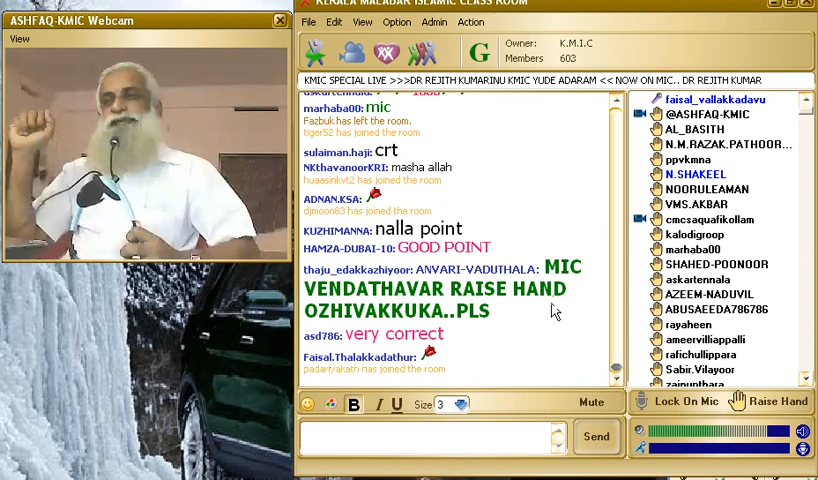 ASHFAQ-KMIC Webcam
View
KERALA MALABAR ISLAMIC CLASS ROOM
File Edit View Option Admin Action
G
Owner: K.M.I.C
Members 603
KMIC SPECIAL LIVE >>>DR REJITH KUMARINU KMIC YUDE ADARAM << NOW ON MIC.. DR REJITH KUMAR
marhaba00: mic
Fazbuk has left the room.
tiger52 has joined the room
sulaiman.haji: crt
NKthavanoorKRI: masha allah
huaasinkvt2 has joined the room
ADNAN.KSA:
djmoon83 has joined the room
KUZHIMANNA: nalla point
HAMZA-DUBAI-10: GOOD POINT
thaju_edakkazhiyoor: ANVARI-VADUTHALA: MIC
VENDATHAVAR RAISE HAND
OZHIVAKKUKA..PLS
asd786: very correct
Faisal.Thalakkadathur:
has joined the room
faisal_vallakkadavu
@ASHFAQ-KMIC
AL_BASITH
N.M.RAZAK.PATHOOR...
ppvkmna
N.SHAKEEL
NOORULEAMAN
VMS.AKBAR
cmcsaquafikollam
kalodigroop
marhaba00
SHAHED-POONOOR
askartennala
AZEEM-NADUVIL
ABUSAEEDA786786
rayaheen
ameervilliappalli
rafichullippara
Sabir.Vilayoor
B I U Size 3 Mute
Lock On Mic Raise Hand
Send